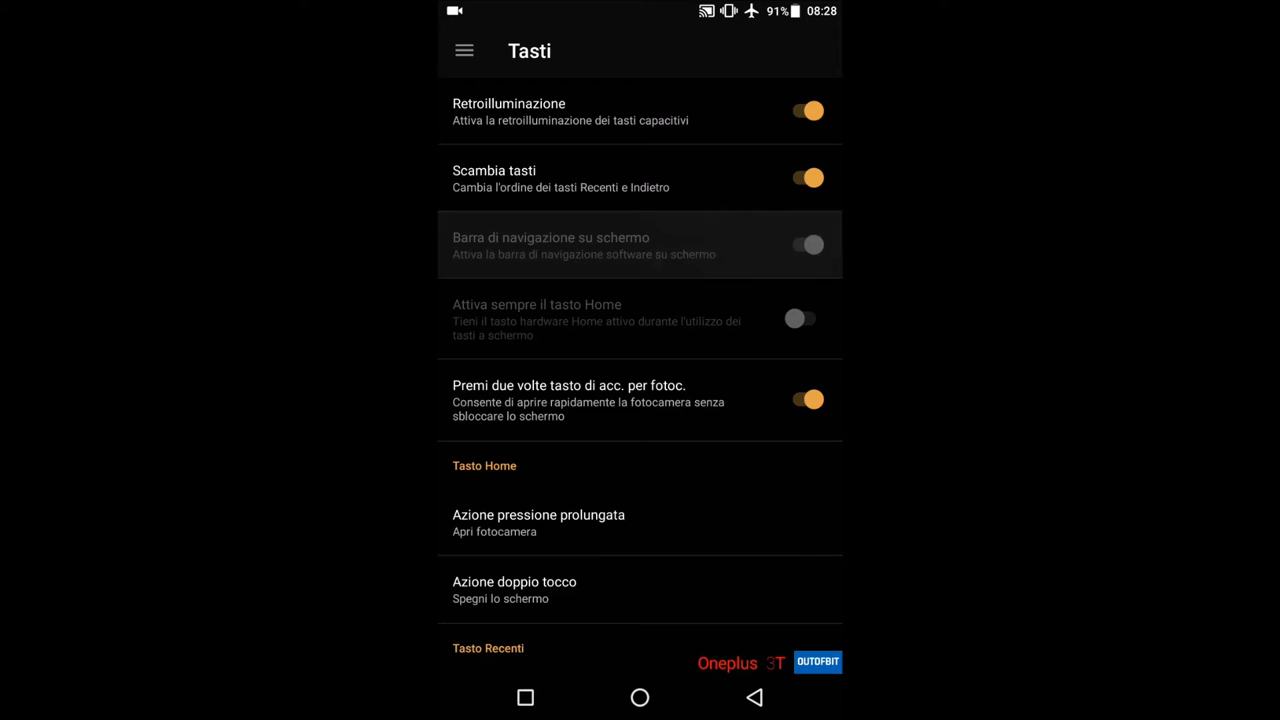 91% 08:28
Tasti
Retroilluminazione
Attiva la retroilluminazione dei tasti capacitivi
Scambia tasti
Cambia l'ordine dei tasti Recenti e Indietro
Barra di navigazione su schermo
Attiva la barra di navigazione software su schermo
Attiva sempre il tasto Home
Tieni il tasto hardware Home attivo durante l'utilizzo dei
tasti a schermo
Premi due volte tasto di acc. per fotoc.
Consente di aprire rapidamente la fotocamera senza
sbloccare lo schermo
Tasto Home
Azione pressione prolungata
Apri fotocamera
Azione doppio tocco
Spegni lo schermo
Tasto Recenti
Oneplus 3T OUTOFBIT